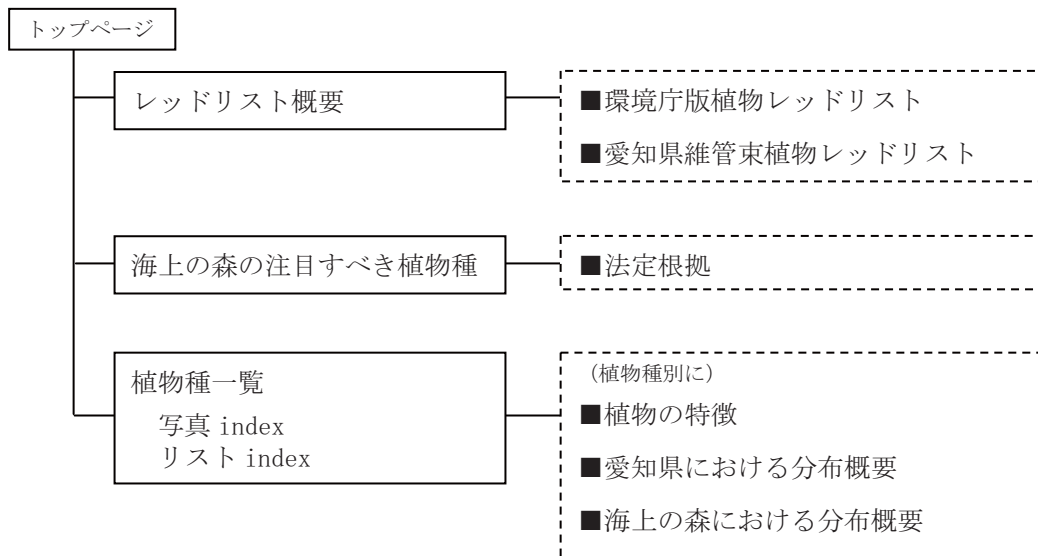 トップページ
レッドリスト概要
■環境庁版植物レッドリスト
■愛知県維管束植物レッドリスト
海上の森の注目すべき植物種
■法定根拠
植物種一覧
写真 index
リスト index
(植物種別に)
■植物の特徴
■愛知県における分布概要
■海上の森における分布概要